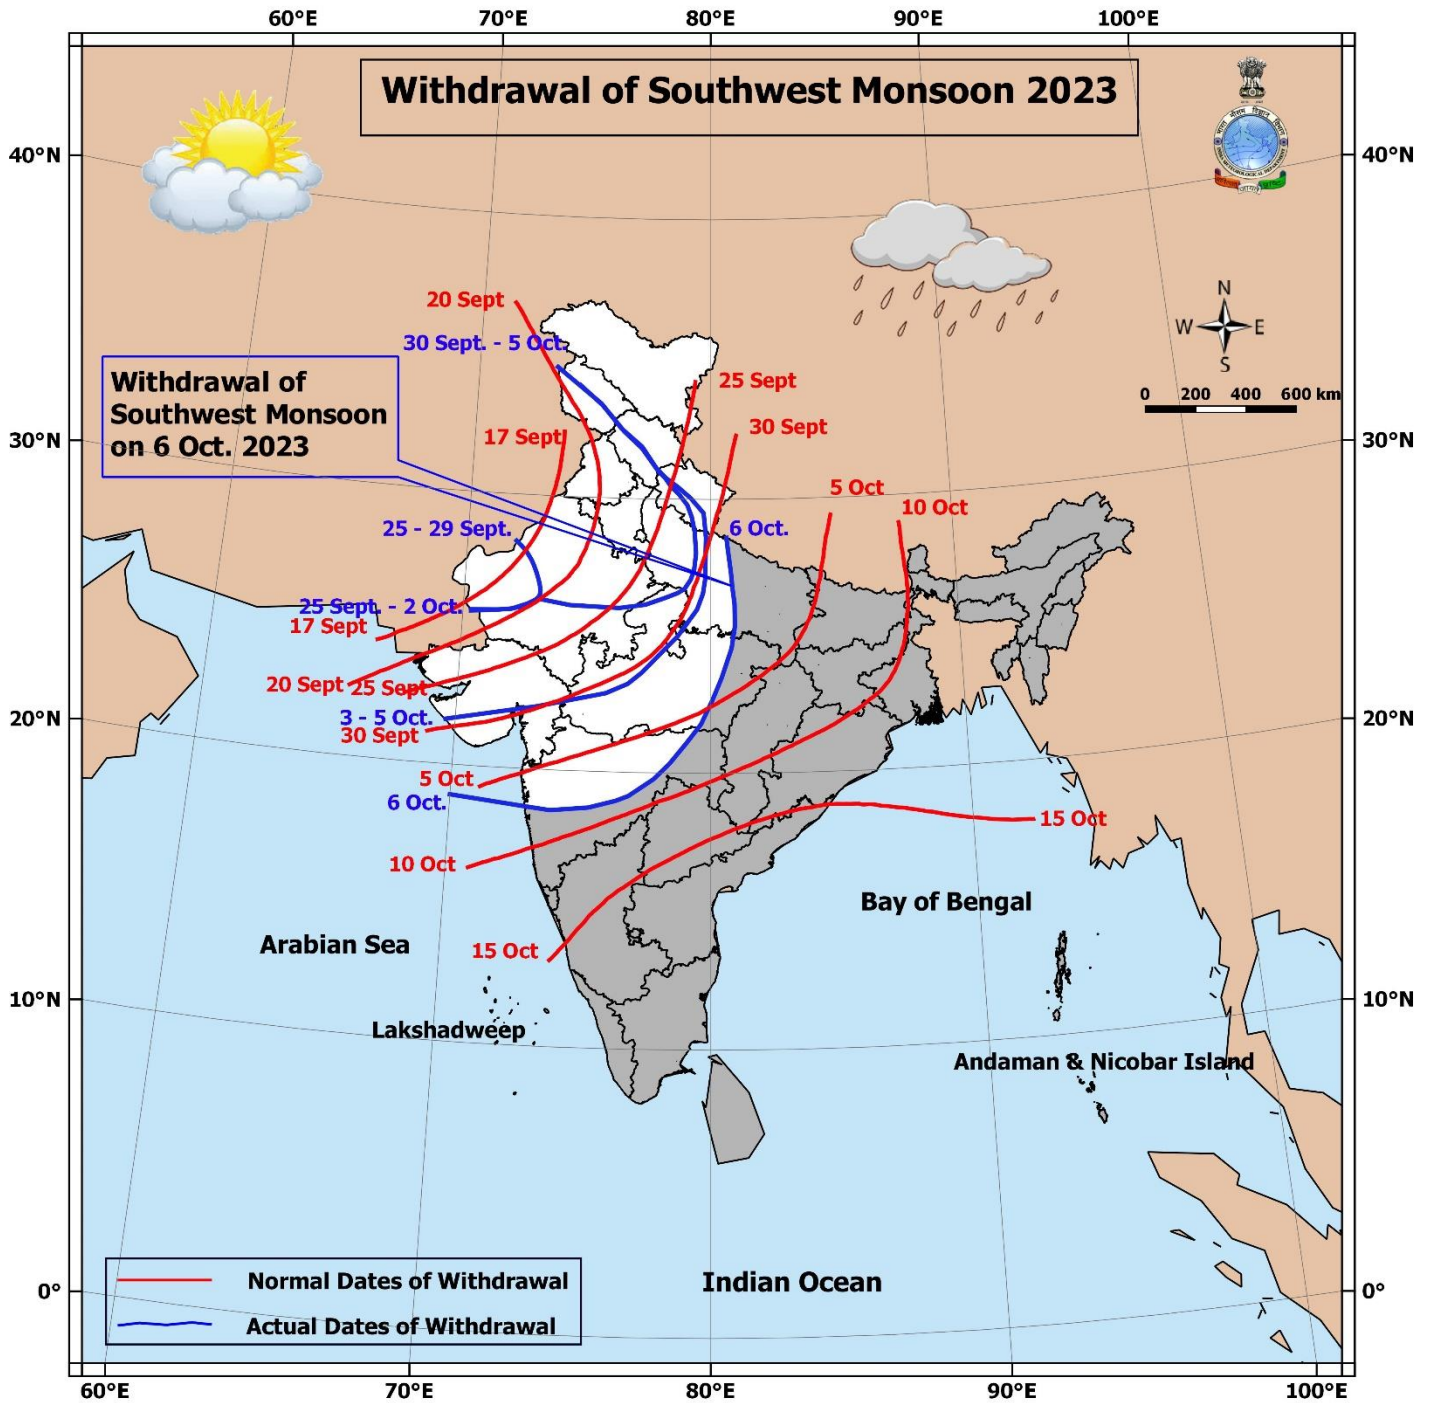 60°E 70°E 80°E 90°E 100°E
Withdrawal of Southwest Monsoon 2023
40°N 40°N
N
W E
S
20 Sept
30 Sept. - 5 Oct.
25 Sept
0 200 400 600 km
Withdrawal of
Southwest Monsoon
on 6 Oct. 2023
30 Sept
17 Sept
30°N 30°N
5 Oct
10 Oct
25 - 29 Sept.
6 Oct.
25 Sept. - 2 Oct.
17 Sept
20 Sept
25 Sept
3 - 5 Oct.
20°N 20°N
30 Sept
5 Oct
6 Oct.
15 Oct
10 Oct
Bay of Bengal
Arabian Sea
15 Oct
10°N 10°N
Lakshadweep
Andaman & Nicobar Island
Normal Dates of Withdrawal
Indian Ocean
0° 0°
Actual Dates of Withdrawal
60°E 70°E 80°E 90°E 100°E